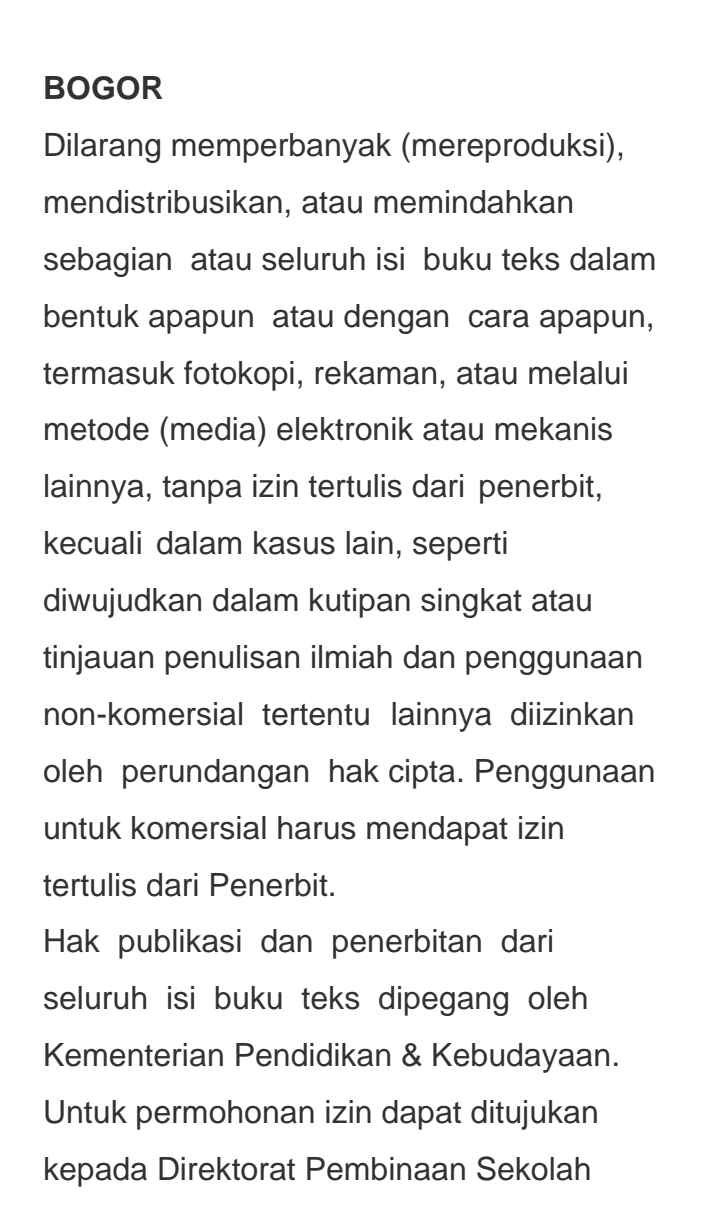 BOGOR
Dilarang memperbanyak (mereproduksi),
mendistribusikan, atau memindahkan
sebagian atau seluruh isi buku teks dalam
bentuk apapun atau dengan cara apapun,
termasuk fotokopi, rekaman, atau melalui
metode (media) elektronik atau mekanis
lainnya, tanpa izin tertulis dari penerbit,
kecuali dalam kasus lain, seperti
diwujudkan dalam kutipan singkat atau
tinjauan penulisan ilmiah dan penggunaan
non-komersial tertentu lainnya diizinkan
oleh perundangan hak cipta. Penggunaan
untuk komersial harus mendapat izin
tertulis dari Penerbit.
Hak publikasi dan penerbitan dari
seluruh isi buku teks dipegang oleh
Kementerian Pendidikan & Kebudayaan.
Untuk permohonan izin dapat ditujukan
kepada Direktorat Pembinaan Sekolah